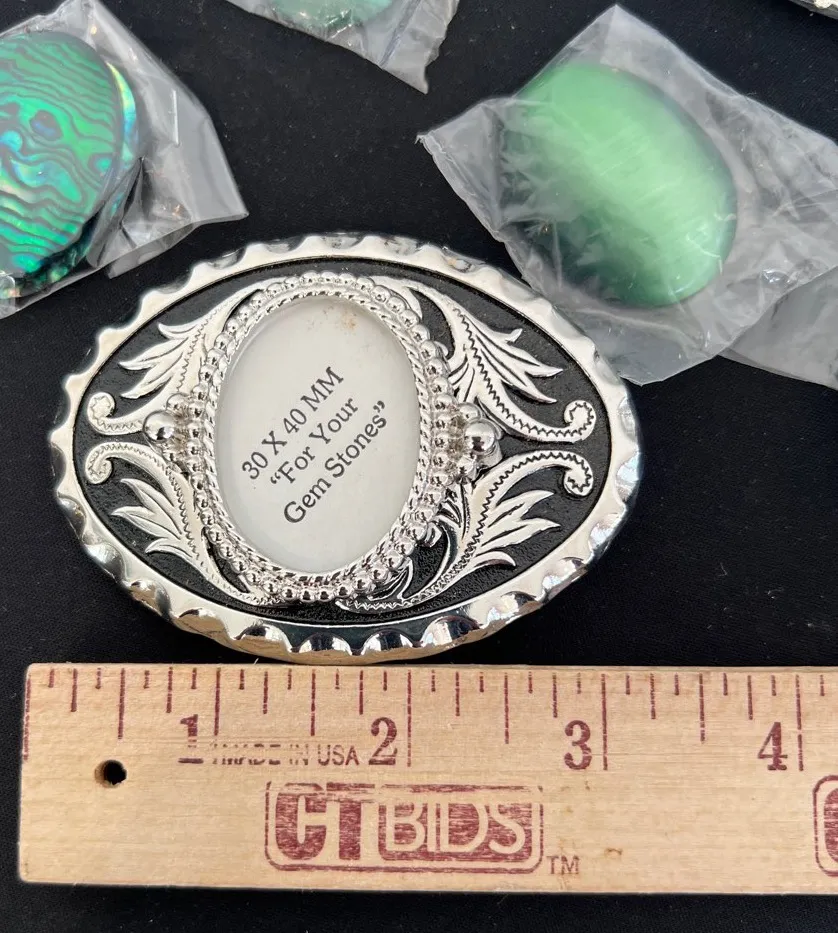 30 X 40 MM
“For Your
Gem Stones”
1 2 3 4
MADE IN USA
CTBIDS TM